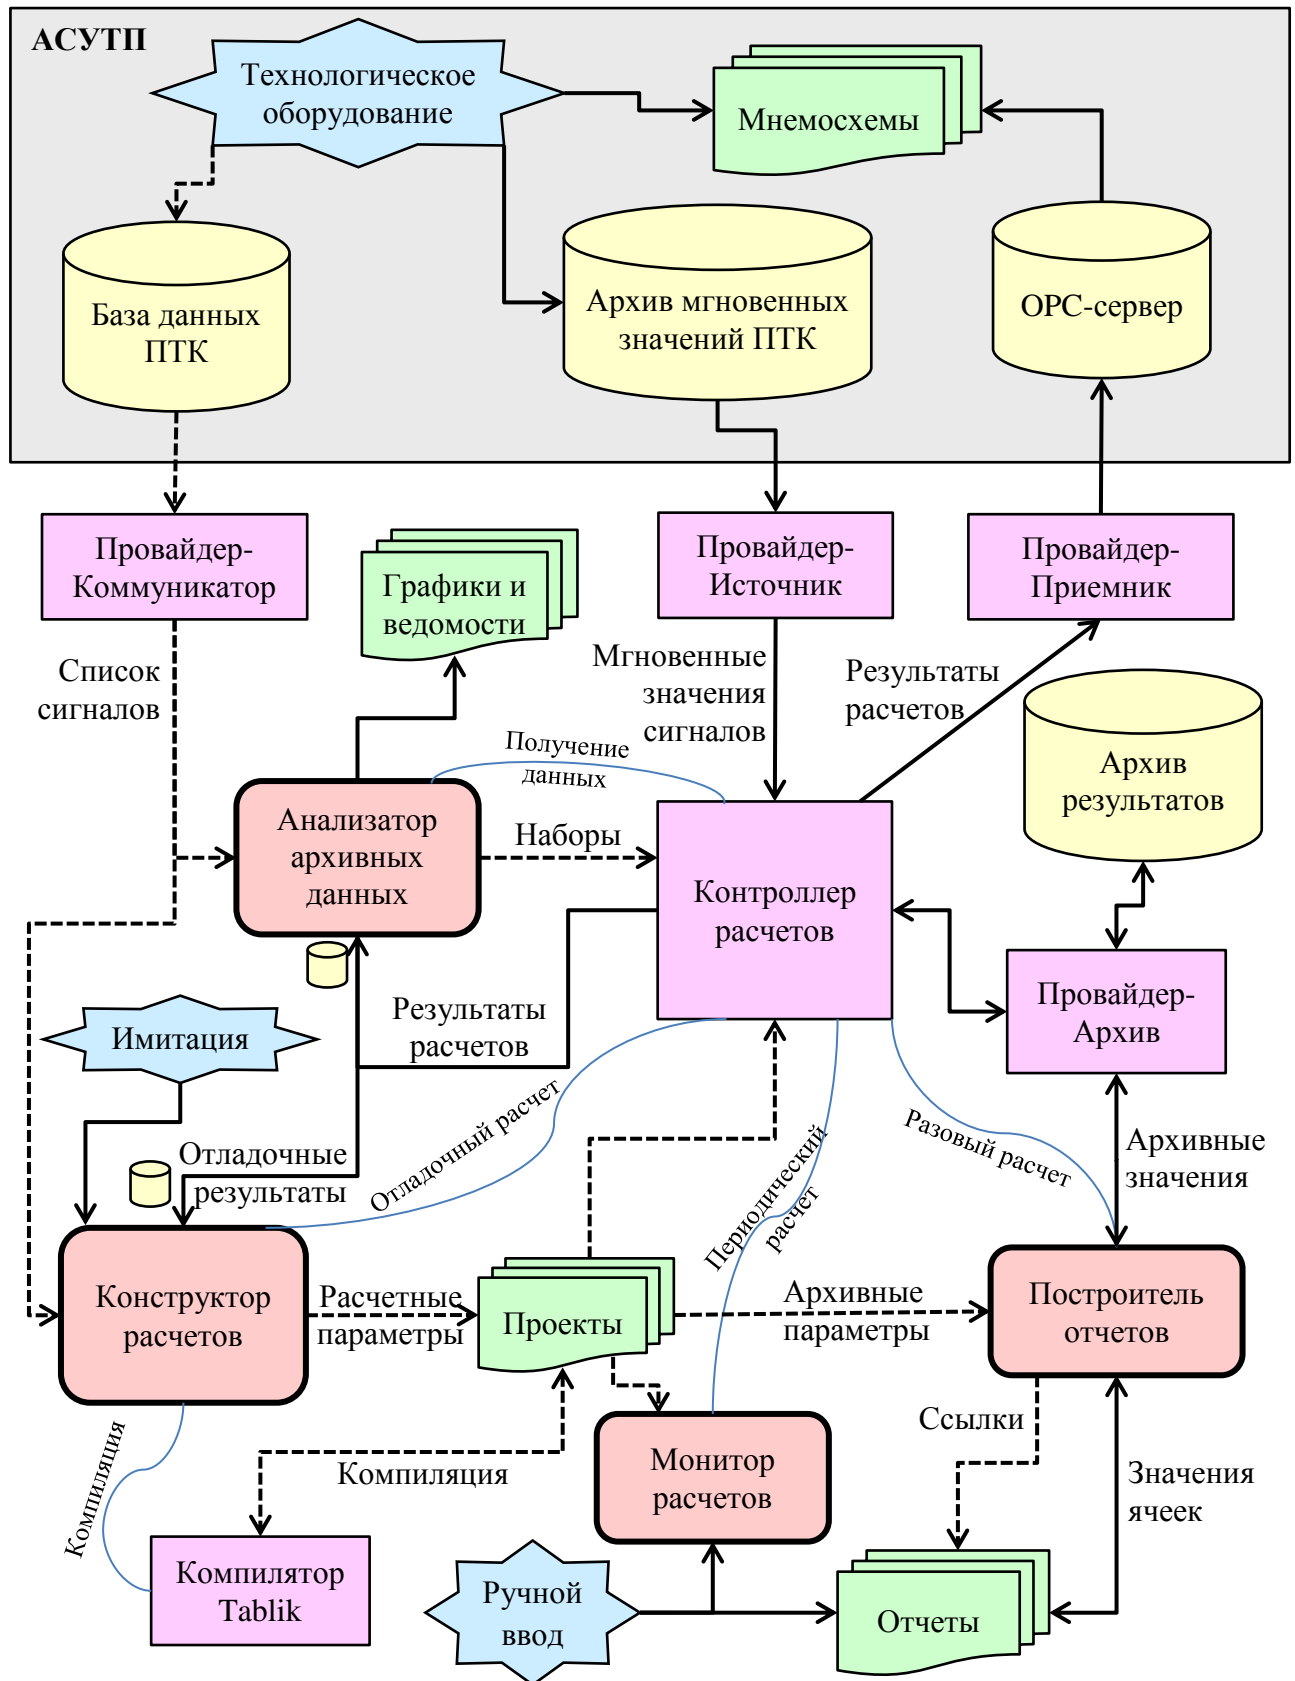 АСУТП
Технологическое
оборудование
Мнемосхемы
База данных
ПТК
Архив мгновенных
значений ПТК
OPC-сервер
Провайдер-
Коммуникатор
Графики и
ведомости
Провайдер-
Источник
Провайдер-
Приемник
Список
сигналов
Мгновенные
значения
сигналов
Результаты
расчетов
Получение
данных
Архив
результатов
Анализатор
архивных
данных
Наборы
Контроллер
расчетов
Результаты
расчетов
Провайдер-
Архив
Имитация
Отладочные
результаты
Отладочный расчет
Периодический
расчет
Разовый расчет
Архивные
значения
Конструктор
расчетов
Расчетные
параметры
Проекты
Архивные
параметры
Построитель
отчетов
Компиляция
Компиляция
Монитор
расчетов
Ссылки
Значения
ячеек
Компилятор
Tablik
Ручной
ввод
Отчеты